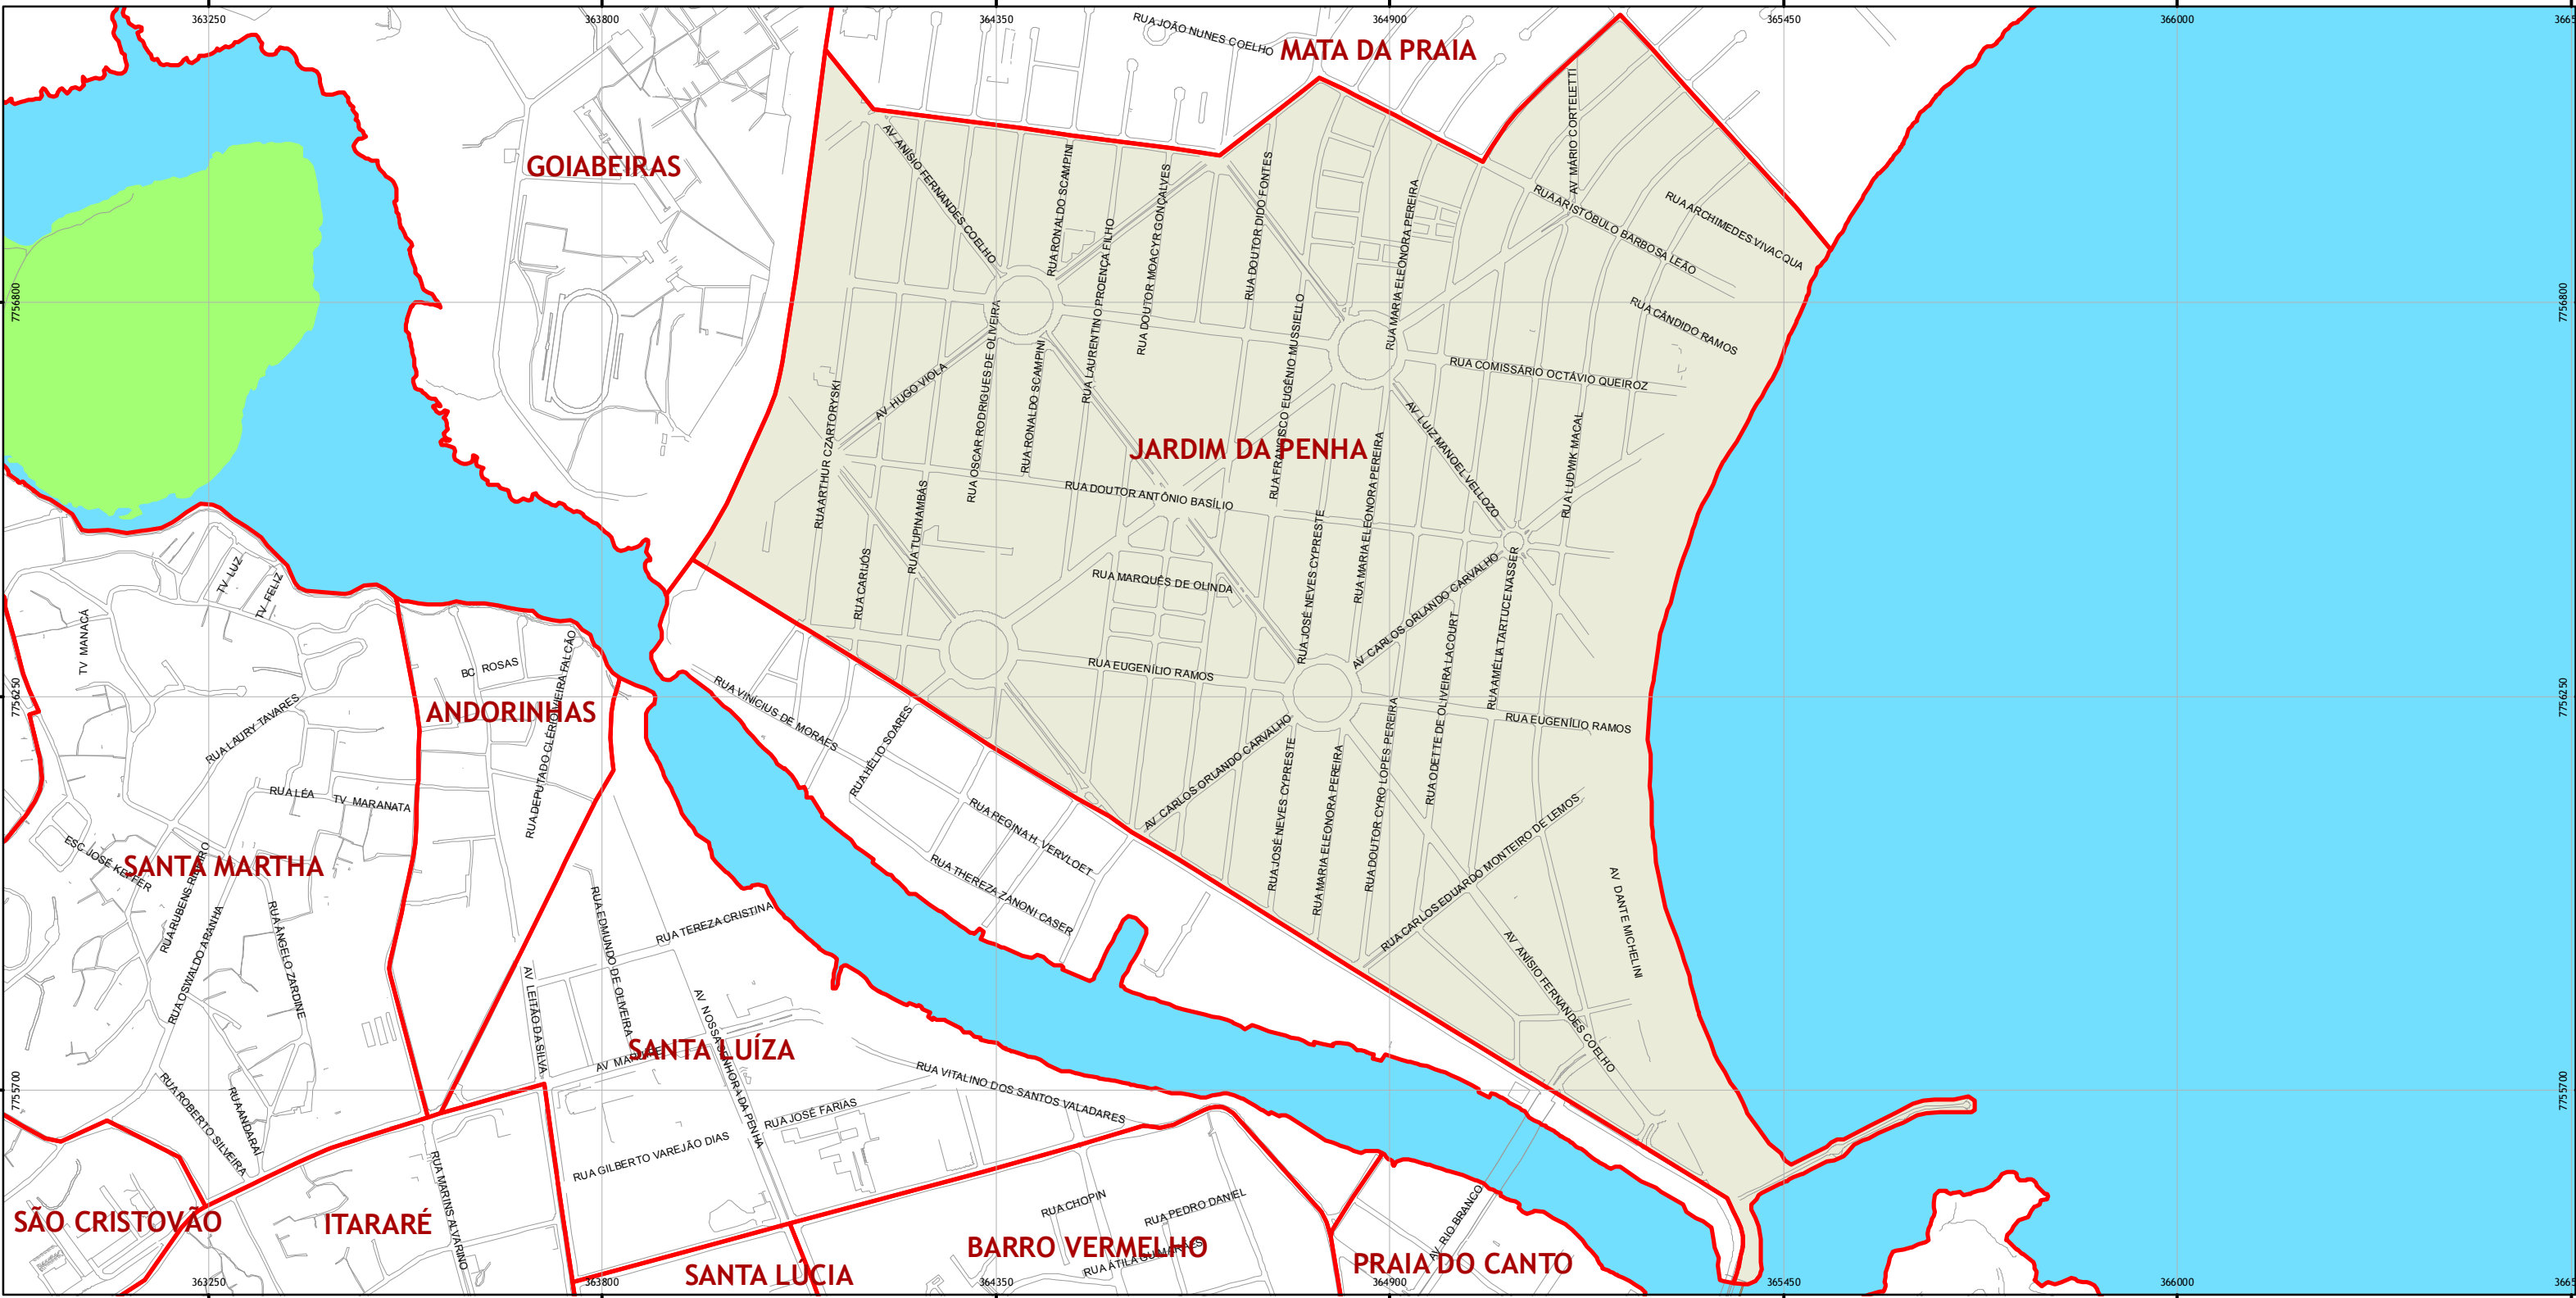 363250
363800
364350
364900
365450
366000
3665
RUA JOÃO NUNES COELHO
MATA DA PRAIA
GOIABEIRAS
AV MÁRIO CORTELETTI
AV ANÍSIO FERNANDES COELHO
RUA RONALDO SCAMPINI
RUA LAURENTINO PROENÇA FILHO
RUA DOUTOR MOACYR GONÇALVES
RUA DOUTOR DIDO FONTES
RUA MARIA ELEONORA PEREIRA
RUA ARISTÓBULO BARBOSA LEÃO
RUA ARCHIMEDES VIVACQUA
7756800
7756800
RUA CÂNDIDO RAMOS
RUA COMISSÁRIO OCTÁVIO QUEIROZ
RUA OSCAR RODRIGUES DE OLIVEIRA
RUA RONALDO SCAMPINI
RUA FRANCISCO EUGÊNIO MUSSIELLO
AV HUGO VIOLA
RUA ARTHUR CZARTORYSKI
JARDIM DA PENHA
AV LUIZ MANOEL VELLOZO
RUA LUDWIK MACAL
RUA MARIA ELEONORA PEREIRA
RUA DOUTOR ANTÔNIO BASÍLIO
RUA TUPINAMBÁS
RUA CARIJÓS
RUA MARQUÊS DE OLINDA
RUA JOSÉ NEVES CYPRESTE
AV CARLOS ORLANDO CARVALHO
RUA AMÉLIA TARTUCE NASSER
RUA ODETTE DE OLIVEIRA LACOURT
TV LUZ
TV FELIZ
TV MANACÁ
BC ROSAS
RUA DEPUTADO CLÉRIO VIEIRA FALCÃO
RUA EUGENÍLIO RAMOS
RUA EUGENÍLIO RAMOS
7756250
7756250
ANDORINHAS
RUA LAURY TAVARES
RUA VINÍCIUS DE MORAES
RUA HÉLIO SOARES
AV CARLOS ORLANDO CARVALHO
RUA JOSÉ NEVES CYPRESTE
RUA MARIA ELEONORA PEREIRA
RUA DOUTOR CYRO LOPES PEREIRA
RUA CARLOS EDUARDO MONTEIRO DE LEMOS
RUA LÉA
TV MARANATA
RUA REGINA H. VERVLOET
RUA THEREZA ZANONI CASER
ESC JOSÉ KEFFER
SANTA MARTHA
RUA RUBENS RIBEIRO
RUA OSWALDO ARANHA
RUA ÂNGELO ZARDINE
RUA EDMUNDO DE OLIVEIRA
RUA TEREZA CRISTINA
AV DANTE MICHELINI
AV ANÍSIO FERNANDES COELHO
AV LEITÃO DA SILVA
AV NOSSA SENHORA DA PENHA
SANTA LUÍZA
7755700
7755700
RUA VITALINO DOS SANTOS VALADARES
RUA JOSÉ FARIAS
RUA GILBERTO VAREJÃO DIAS
RUA ROBERTO SILVEIRA
RUA ANDARAÍ
RUA MARINS ALVARINO
RUA CHOPIN
RUA PEDRO DANIEL
RUA ÁTILA GUIMARÃES
AV RIO BRANCO
SÃO CRISTOVÃO
ITARARÉ
BARRO VERMELHO
PRAIA DO CANTO
SANTA LÚCIA
363250
363800
364350
364900
365450
366000
3665